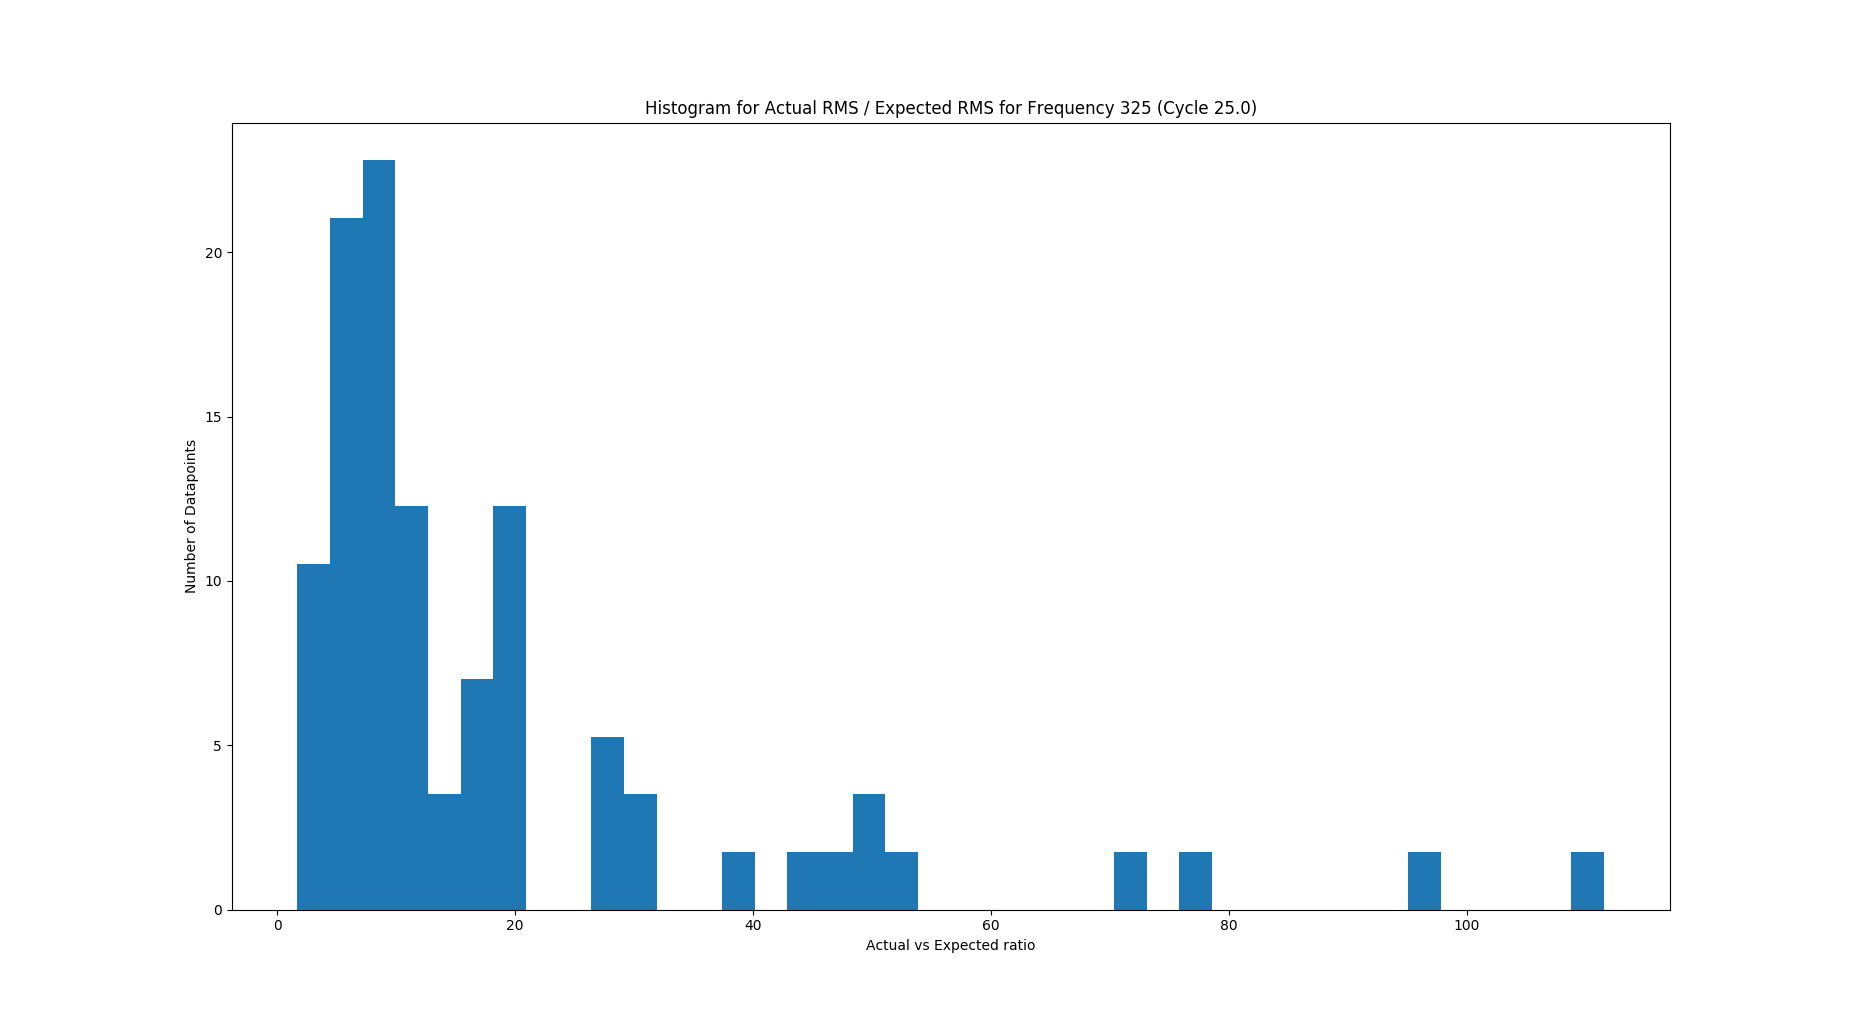 Histogram for Actual RMS / Expected RMS for Frequency 325 (Cycle 25.0)
20
15
10
5
0
Number of Datapoints
0 20 40 60 80 100
Actual vs Expected ratio